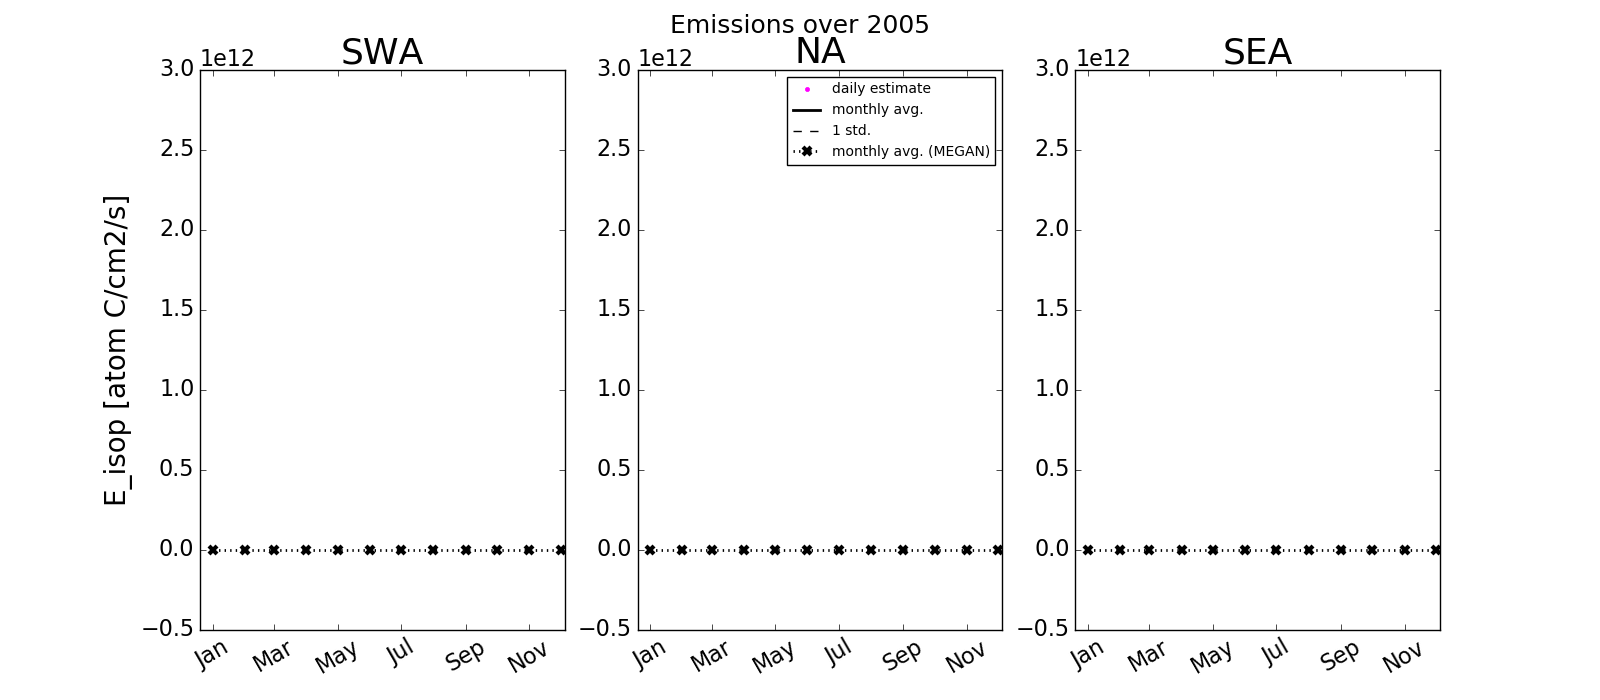 Emissions over 2005
SWA
NA
SEA
1e12
1e12
1e12
E_isop [atom C/cm2/s]
3.0
2.5
2.0
1.5
1.0
0.5
0.0
−0.5
Jan Mar May Jul Sep Nov
3.0
2.5
2.0
1.5
1.0
0.5
0.0
−0.5
Jan Mar May Jul Sep Nov
daily estimate
monthly avg.
1 std.
monthly avg. (MEGAN)
3.0
2.5
2.0
1.5
1.0
0.5
0.0
−0.5
Jan Mar May Jul Sep Nov